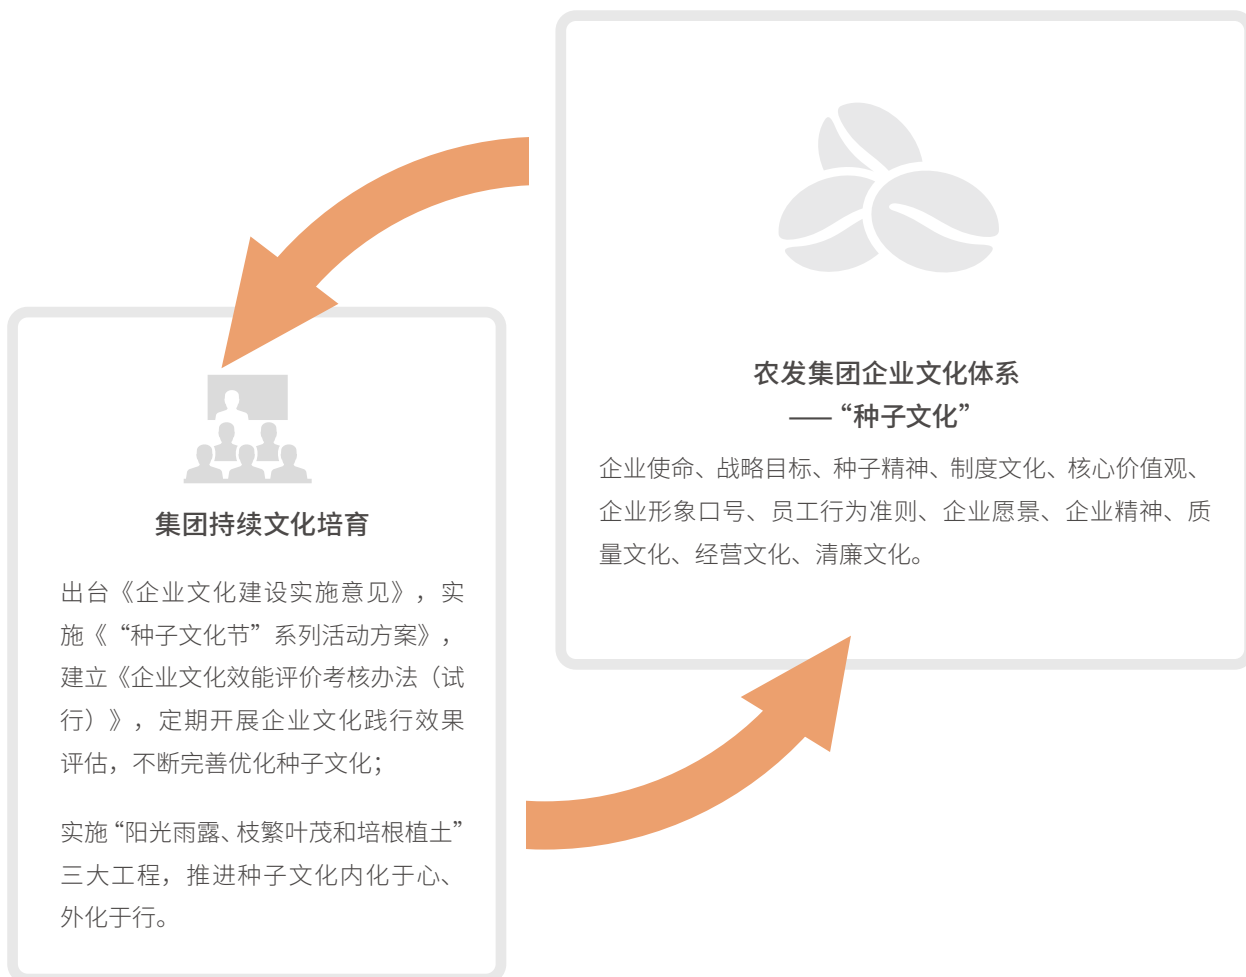 农发集团企业文化体系
——“种子文化”
企业使命、战略目标、种子精神、制度文化、核心价值观、
企业形象口号、员工行为准则、企业愿景、企业精神、质
量文化、经营文化、清廉文化。
集团持续文化培育
出台《企业文化建设实施意见》，实
施《“种子文化节”系列活动方案》，
建立《企业文化效能评价考核办法（试
行）》，定期开展企业文化践行效果
评估，不断完善优化种子文化；
实施“阳光雨露、枝繁叶茂和培根植土”
三大工程，推进种子文化内化于心、
外化于行。